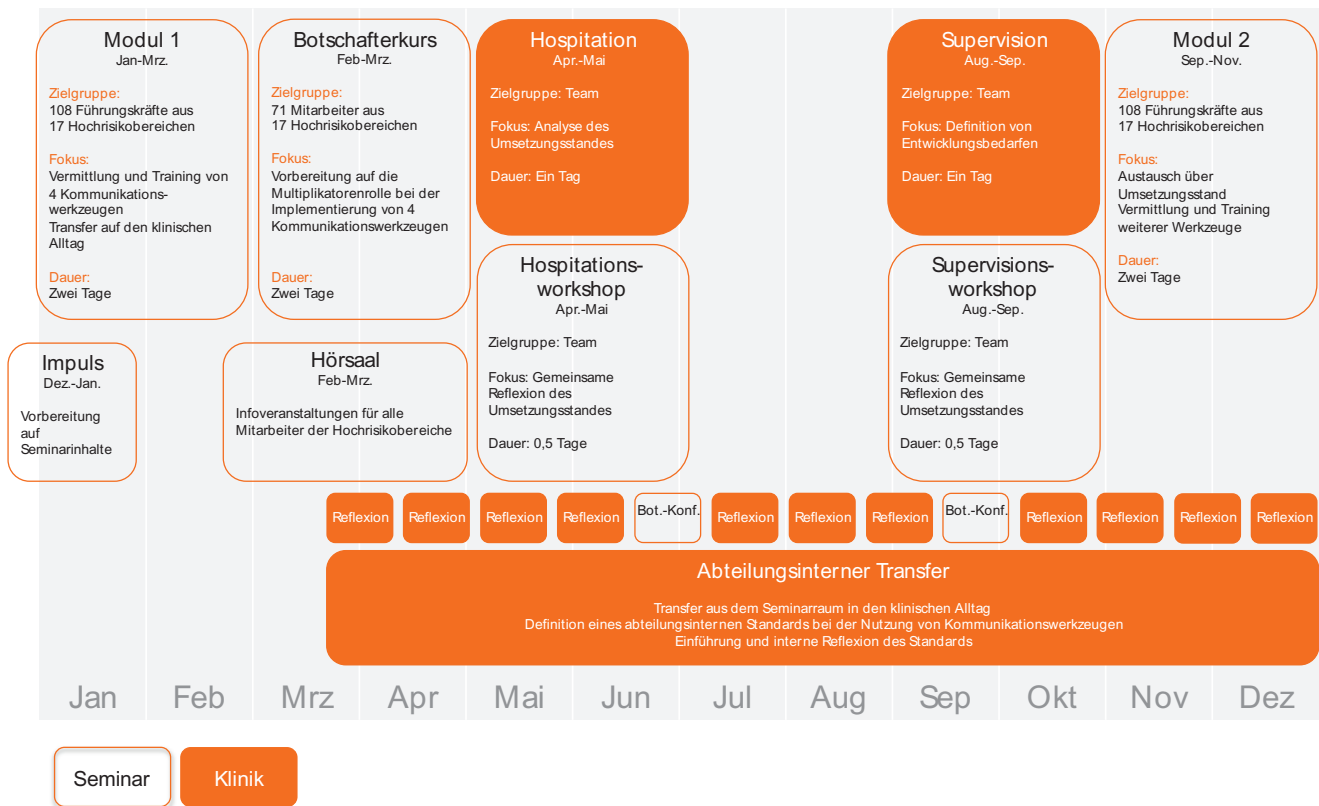 Modul 1
Jan-Mrz.
Zielgruppe:
108 Führungskräfte aus
17 Hochrisikobereichen
Fokus:
Vermittlung und Training von
4 Kommunikations-
werkzeugen
Transfer auf den klinischen
Alltag
Dauer:
Zwei Tage
Botschafterkurs
Feb-Mrz.
Zielgruppe:
71 Mitarbeiter aus
17 Hochrisikobereichen
Fokus:
Vorbereitung auf die
Multiplikatorenrolle bei der
Implementierung von 4
Kommunikationswerkzeugen
Dauer:
Zwei Tage
Hospitation
Apr.-Mai
Zielgruppe: Team
Fokus: Analyse des
Umsetzungsstandes
Dauer: Ein Tag
Supervision
Aug.-Sep.
Zielgruppe: Team
Fokus: Definition von
Entwicklungsbedarfen
Dauer: Ein Tag
Modul 2
Sep.-Nov.
Zielgruppe:
108 Führungskräfte aus
17 Hochrisikobereichen
Fokus:
Austausch über
Umsetzungsstand
Vermittlung und Training
weiterer Werkzeuge
Dauer:
Zwei Tage
Impuls
Dez.-Jan.
Vorbereitung
auf
Seminarinhalte
Hörsaal
Feb-Mrz.
Infoveranstaltungen für alle
Mitarbeiter der Hochrisikobereiche
Hospitations-
workshop
Apr.-Mai
Zielgruppe: Team
Fokus: Gemeinsame
Reflexion des
Umsetzungsstandes
Dauer: 0,5 Tage
Supervisions-
workshop
Aug.-Sep.
Zielgruppe: Team
Fokus: Gemeinsame
Reflexion des
Umsetzungsstandes
Dauer: 0,5 Tage
Reflexion
Reflexion
Reflexion
Reflexion
Bot.-Konf.
Reflexion
Reflexion
Reflexion
Bot.-Konf.
Reflexion
Reflexion
Reflexion
Reflexion
Abteilungsinterner Transfer
Transfer aus dem Seminarraum in den klinischen Alltag
Definition eines abteilungsinternen Standards bei der Nutzung von Kommunikationswerkzeugen
Einführung und interne Reflexion des Standards
Jan
Feb
Mrz
Apr
Mai
Jun
Jul
Aug
Sep
Okt
Nov
Dez
Seminar
Klinik